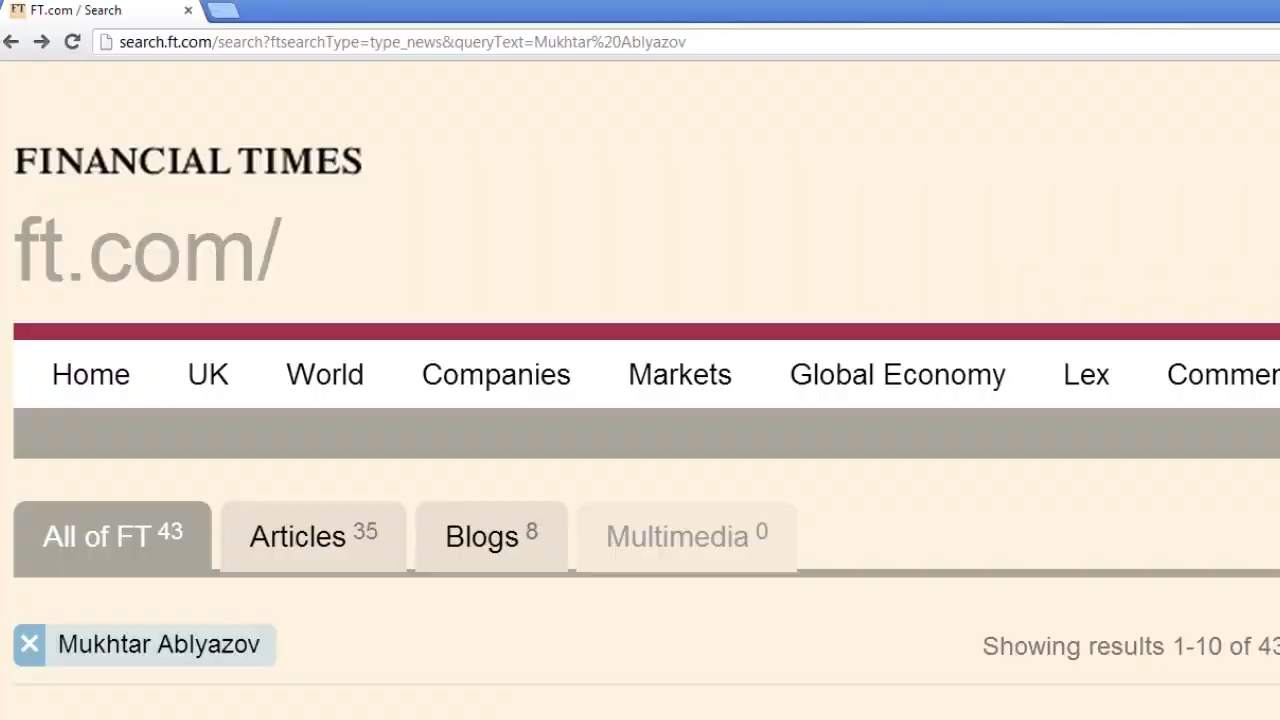 FT FT.com / Search
search.ft.com/search?ftsearchType=type_news&queryText=Mukhtar%20Ablyazov
FINANCIAL TIMES
ft.com/
Home UK World Companies Markets Global Economy Lex Commen
All of FT 43 Articles 35 Blogs 8 Multimedia 0
Mukhtar Ablyazov Showing results 1-10 of 43